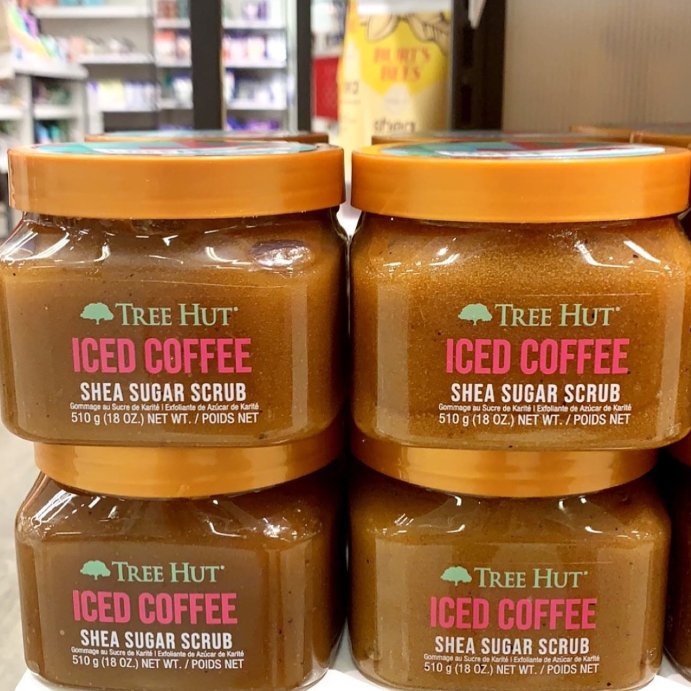 BURT'S
BEES
shea
TREE HUT®
ICED COFFEE
SHEA SUGAR SCRUB
Gommage au Sucre de Karité | Exfoliante de Azúcar de Karité
510 g (18 OZ.) NET WT. / POIDS NET
TREE HUT®
ICED COFFEE
SHEA SUGAR SCRUB
Gommage au Sucre de Karité | Exfoliante de Azúcar de Karité
510 g (18 OZ.) NET WT. / POIDS NET
TREE HUT®
ICED COFFEE
SHEA SUGAR SCRUB
Gommage au Sucre de Karité | Exfoliante de Azúcar de Karité
510 g (18 OZ.) NET WT. / POIDS NET
TREE HUT®
ICED COFFEE
SHEA SUGAR SCRUB
Gommage au Sucre de Karité | Exfoliante de Azúcar de Karité
510 g (18 OZ.) NET WT. / POIDS NET